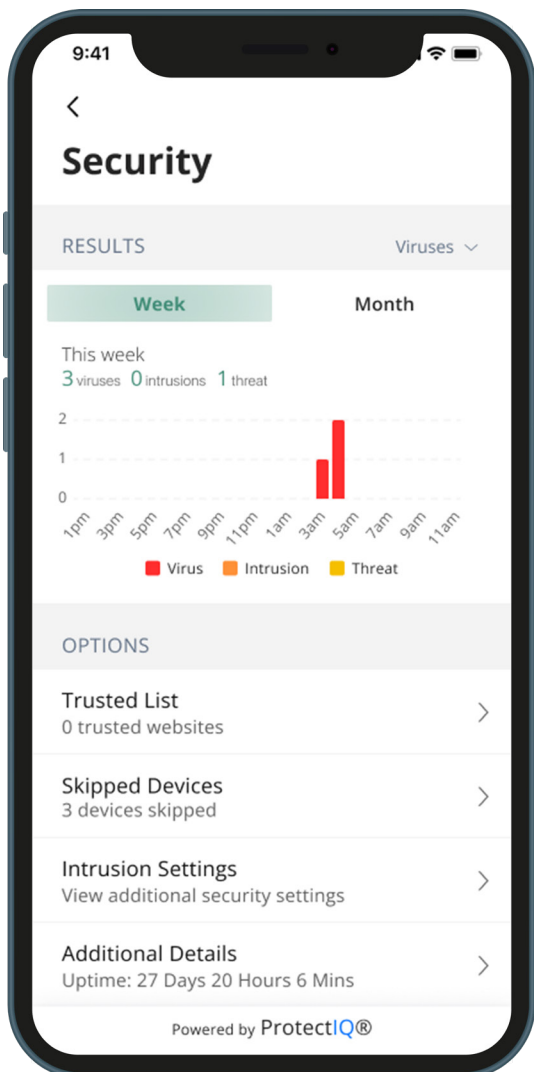 9:41
Security
RESULTS Viruses
Week Month
This week
3 viruses 0 intrusions 1 threat
2
1
0
1pm 3pm 5pm 7pm 9pm 11pm 1am 3am 5am 7am 9am 11am
Virus Intrusion Threat
OPTIONS
Trusted List
0 trusted websites
Skipped Devices
3 devices skipped
Intrusion Settings
View additional security settings
Additional Details
Uptime: 27 Days 20 Hours 6 Mins
Powered by ProtectIQ®